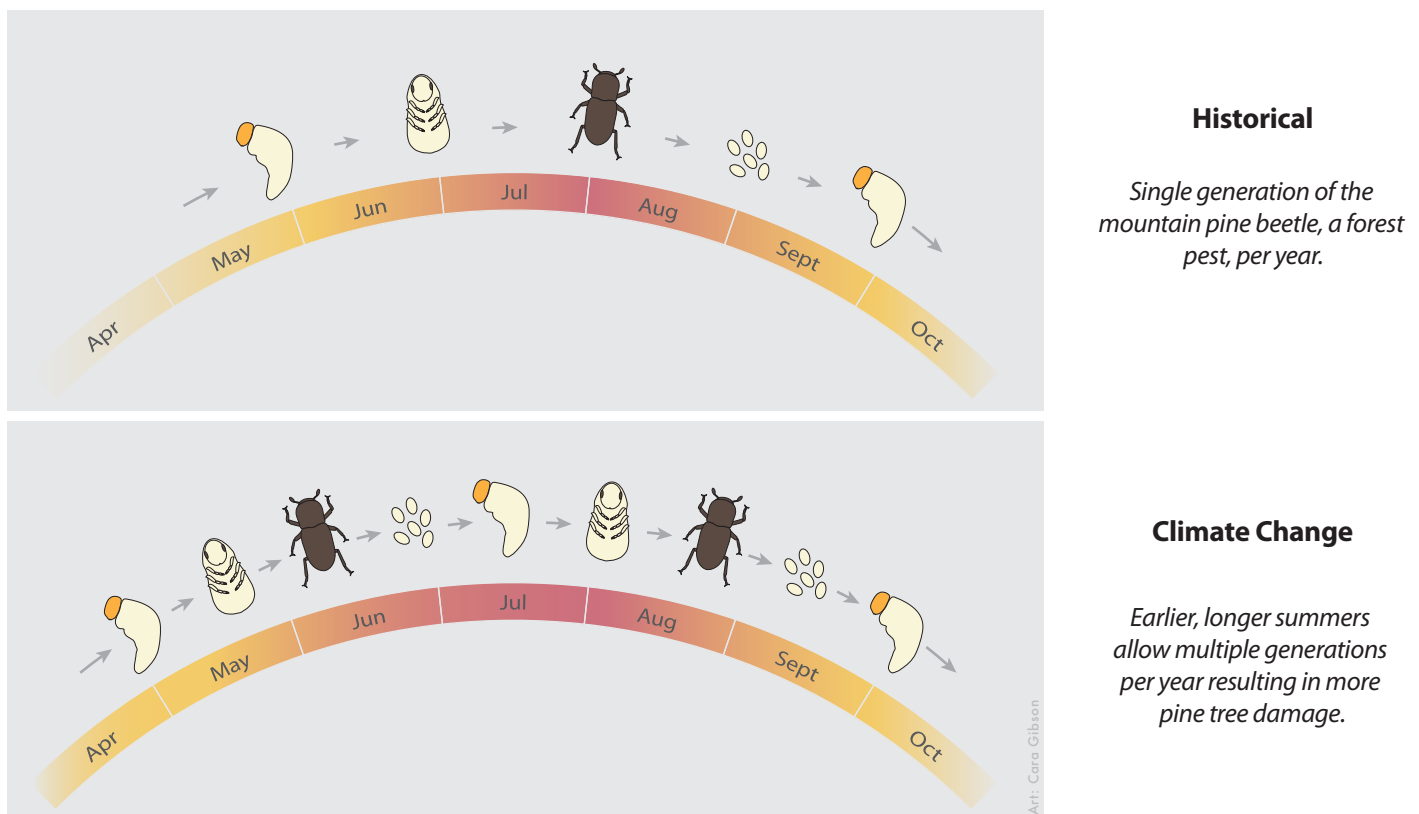 Historical
Single generation of the
mountain pine beetle, a forest
pest, per year.
Apr
May
Jun
Jul
Aug
Sept
Oct
Climate Change
Earlier, longer summers
allow multiple generations
per year resulting in more
pine tree damage.
Apr
May
Jun
Jul
Aug
Sept
Oct
Art: Cara Gibson